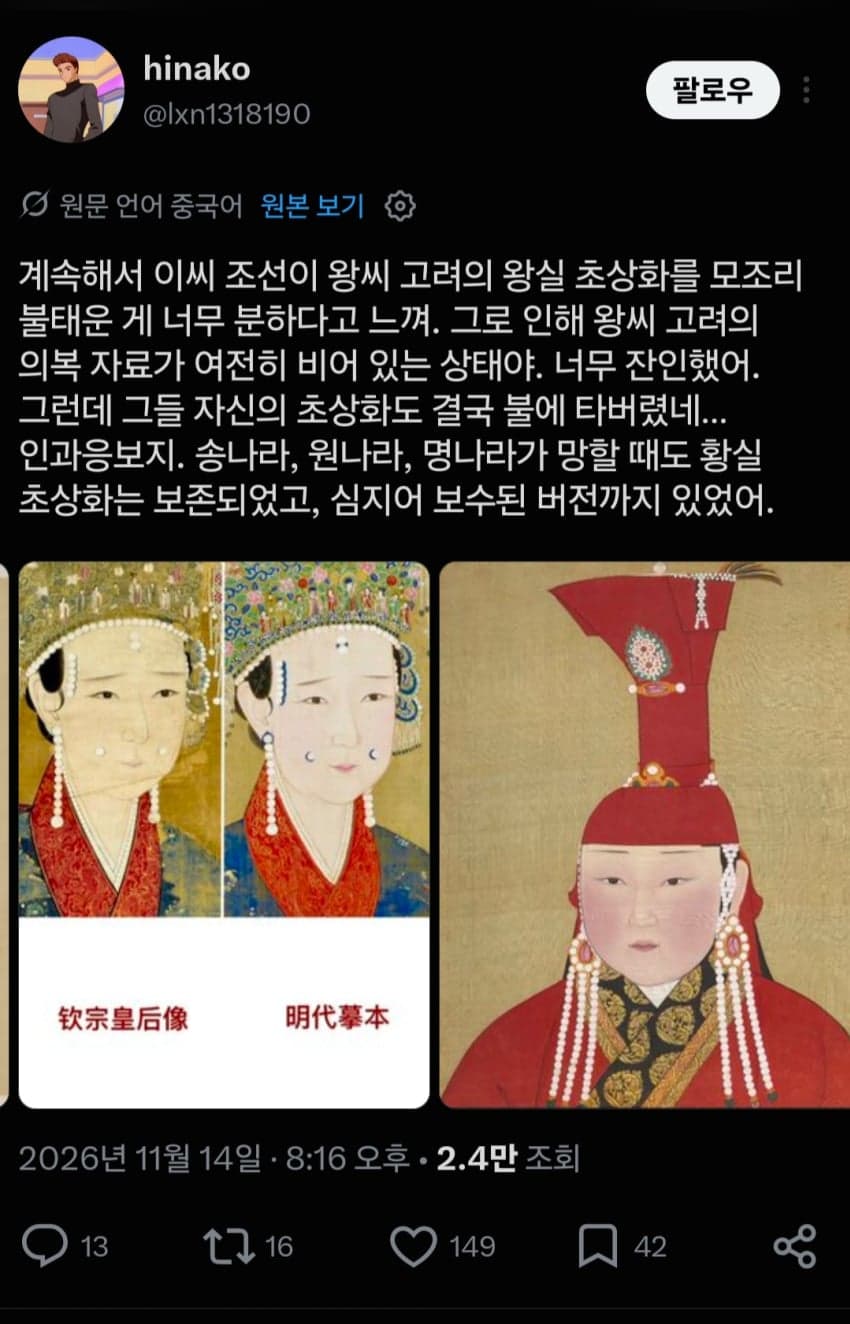 hinako
@lxn1318190
팔로우
원문 언어 중국어 원본 보기
계속해서 이씨 조선이 왕씨 고려의 왕실 초상화를 모조리
불태운 게 너무 분하다고 느껴. 그로 인해 왕씨 고려의
의복 자료가 여전히 비어 있는 상태야. 너무 잔인했어.
그런데 그들 자신의 초상화도 결국 불에 타버렸네...
인과응보지. 송나라, 원나라, 명나라가 망할 때도 황실
초상화는 보존되었고, 심지어 보수된 버전까지 있었어.
钦宗皇后像 明代摹本
2026년 11월 14일 · 8:16 오후 • 2.4만 조회
13 16 149 42